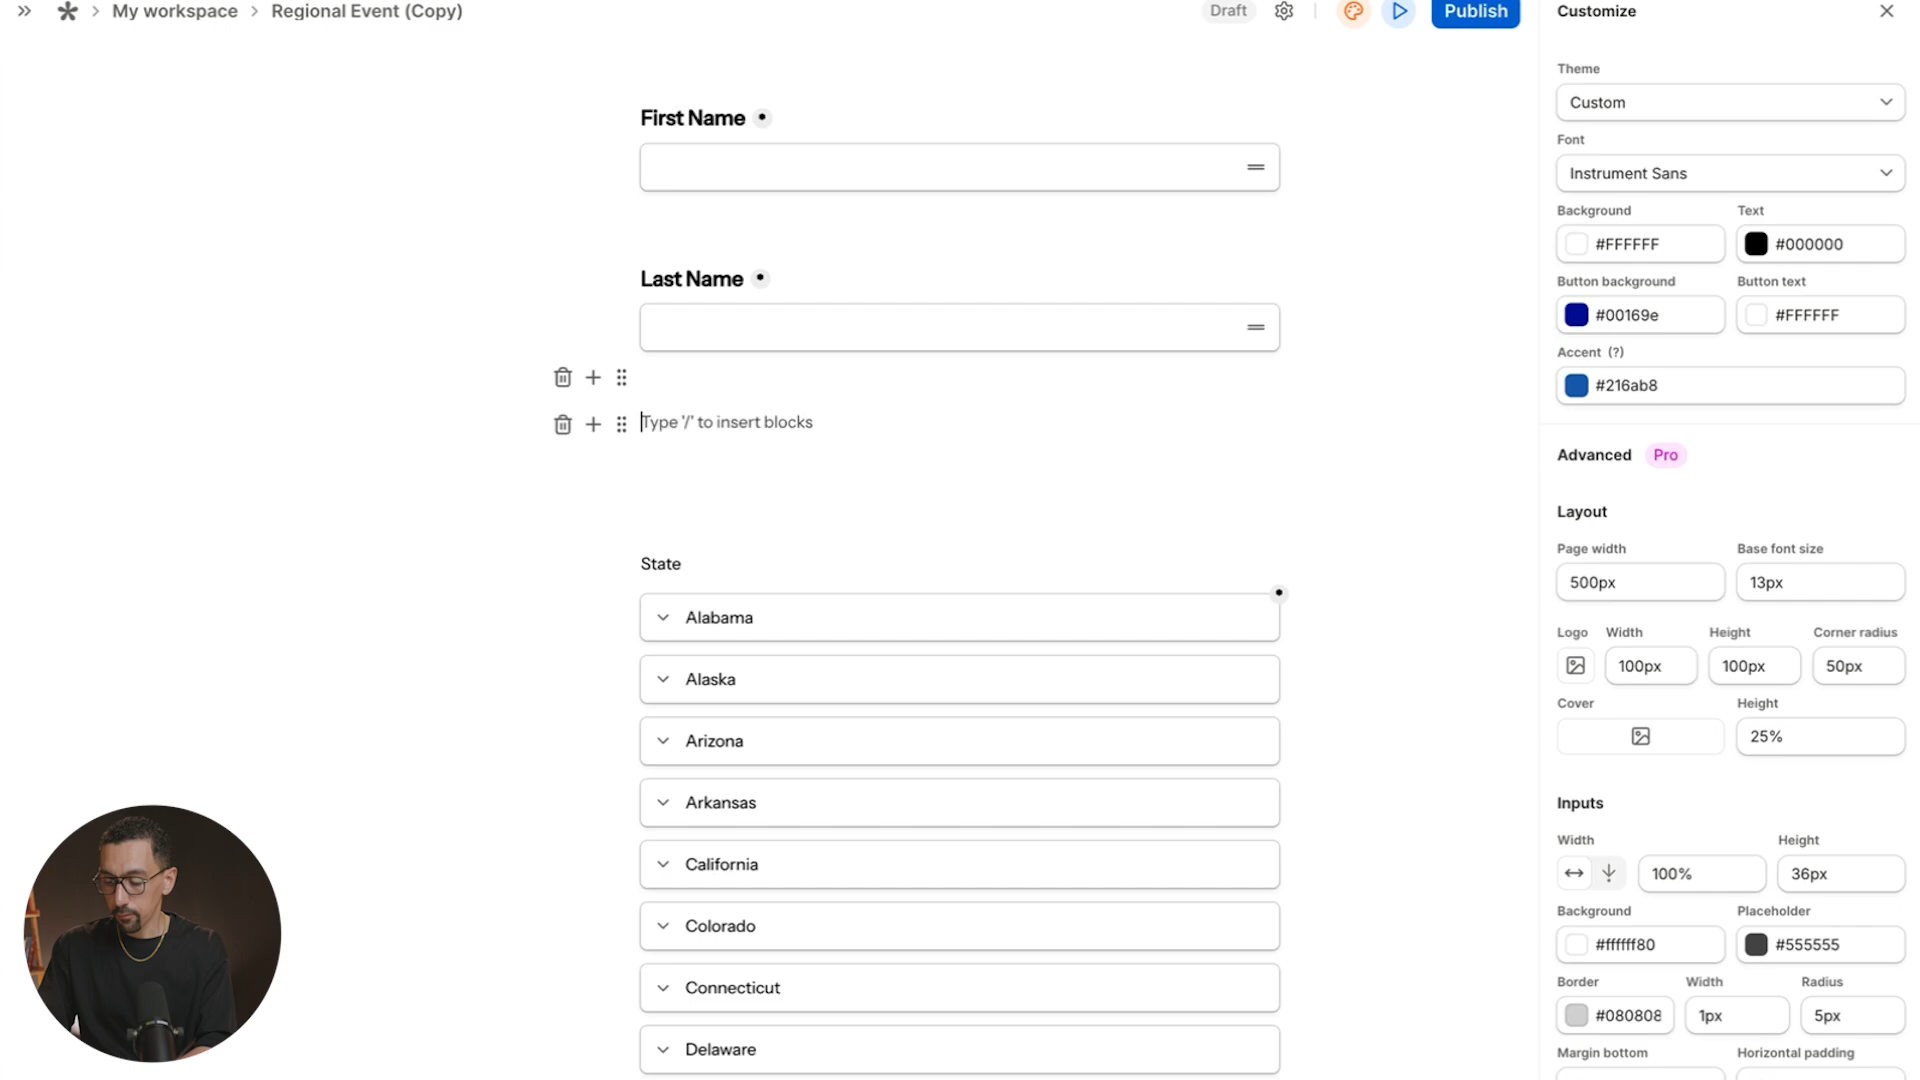 My workspace
Regional Event (Copy)
Draft
Publish
First Name
Last Name
Type '/' to insert blocks
State
Alabama
Alaska
Arizona
Arkansas
California
Colorado
Connecticut
Delaware
Customize
Theme
Custom
Font
Instrument Sans
Background Text
#FFFFFF #000000
Button background Button text
#00169e #FFFFFF
Accent (?)
#216ab8
Advanced Pro
Layout
Page width Base font size
500px 13px
Logo Width Height Corner radius
100px 100px 50px
Cover Height
25%
Inputs
Width Height
100% 36px
Background Placeholder
#ffffff80 #555555
Border Width Radius
#080808 1px 5px
Margin bottom Horizontal padding